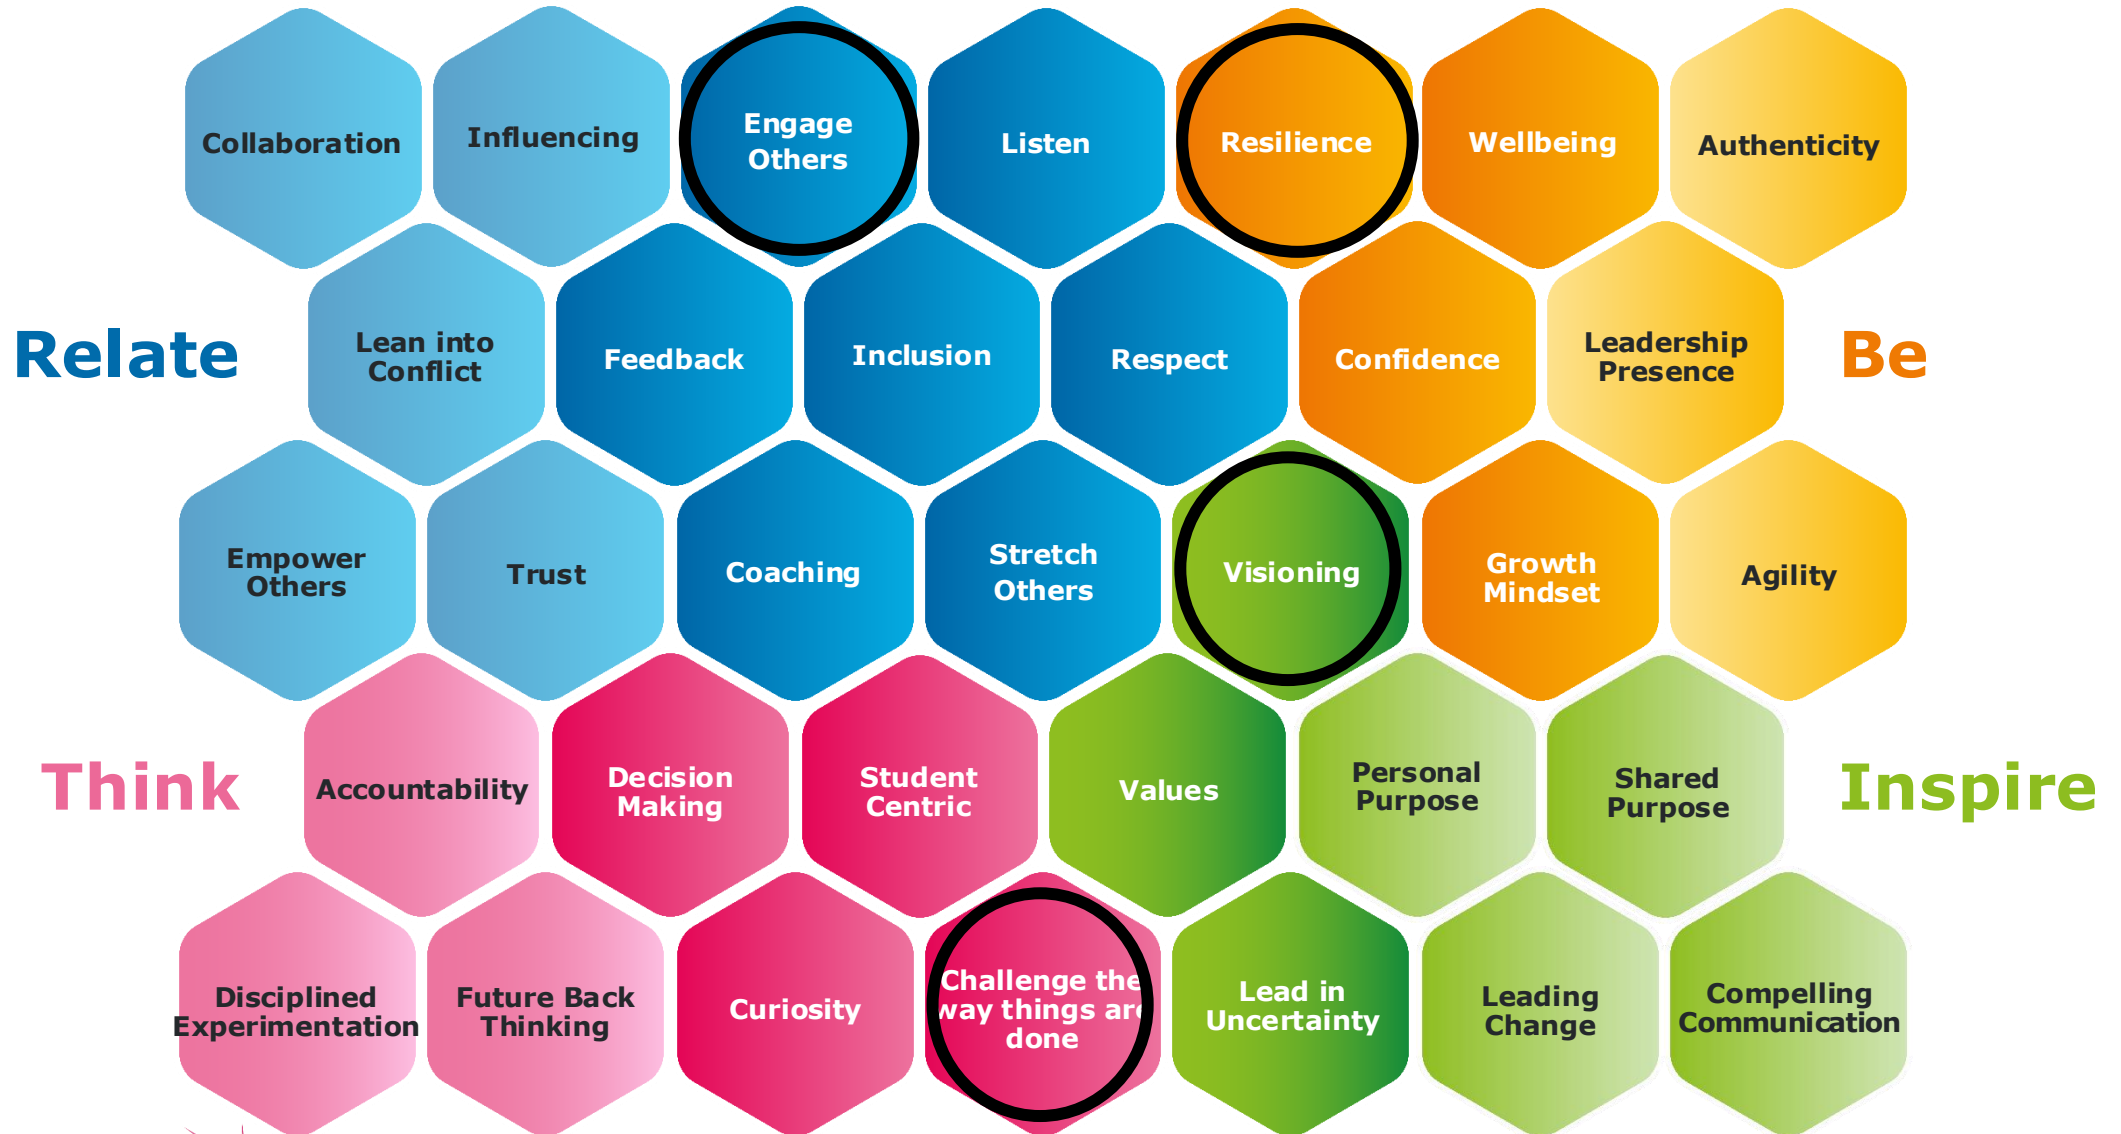 Collaboration
Influencing
Engage
Others
Listen
Resilience
Wellbeing
Authenticity
Relate
Lean into
Conflict
Feedback
Inclusion
Respect
Confidence
Leadership
Presence
Be
Empower
Others
Trust
Coaching
Stretch
Others
Visioning
Growth
Mindset
Agility
Think
Accountability
Decision
Making
Student
Centric
Values
Personal
Purpose
Shared
Purpose
Inspire
Disciplined
Experimentation
Future Back
Thinking
Curiosity
Challenge the
way things are
done
Lead in
Uncertainty
Leading
Change
Compelling
Communication